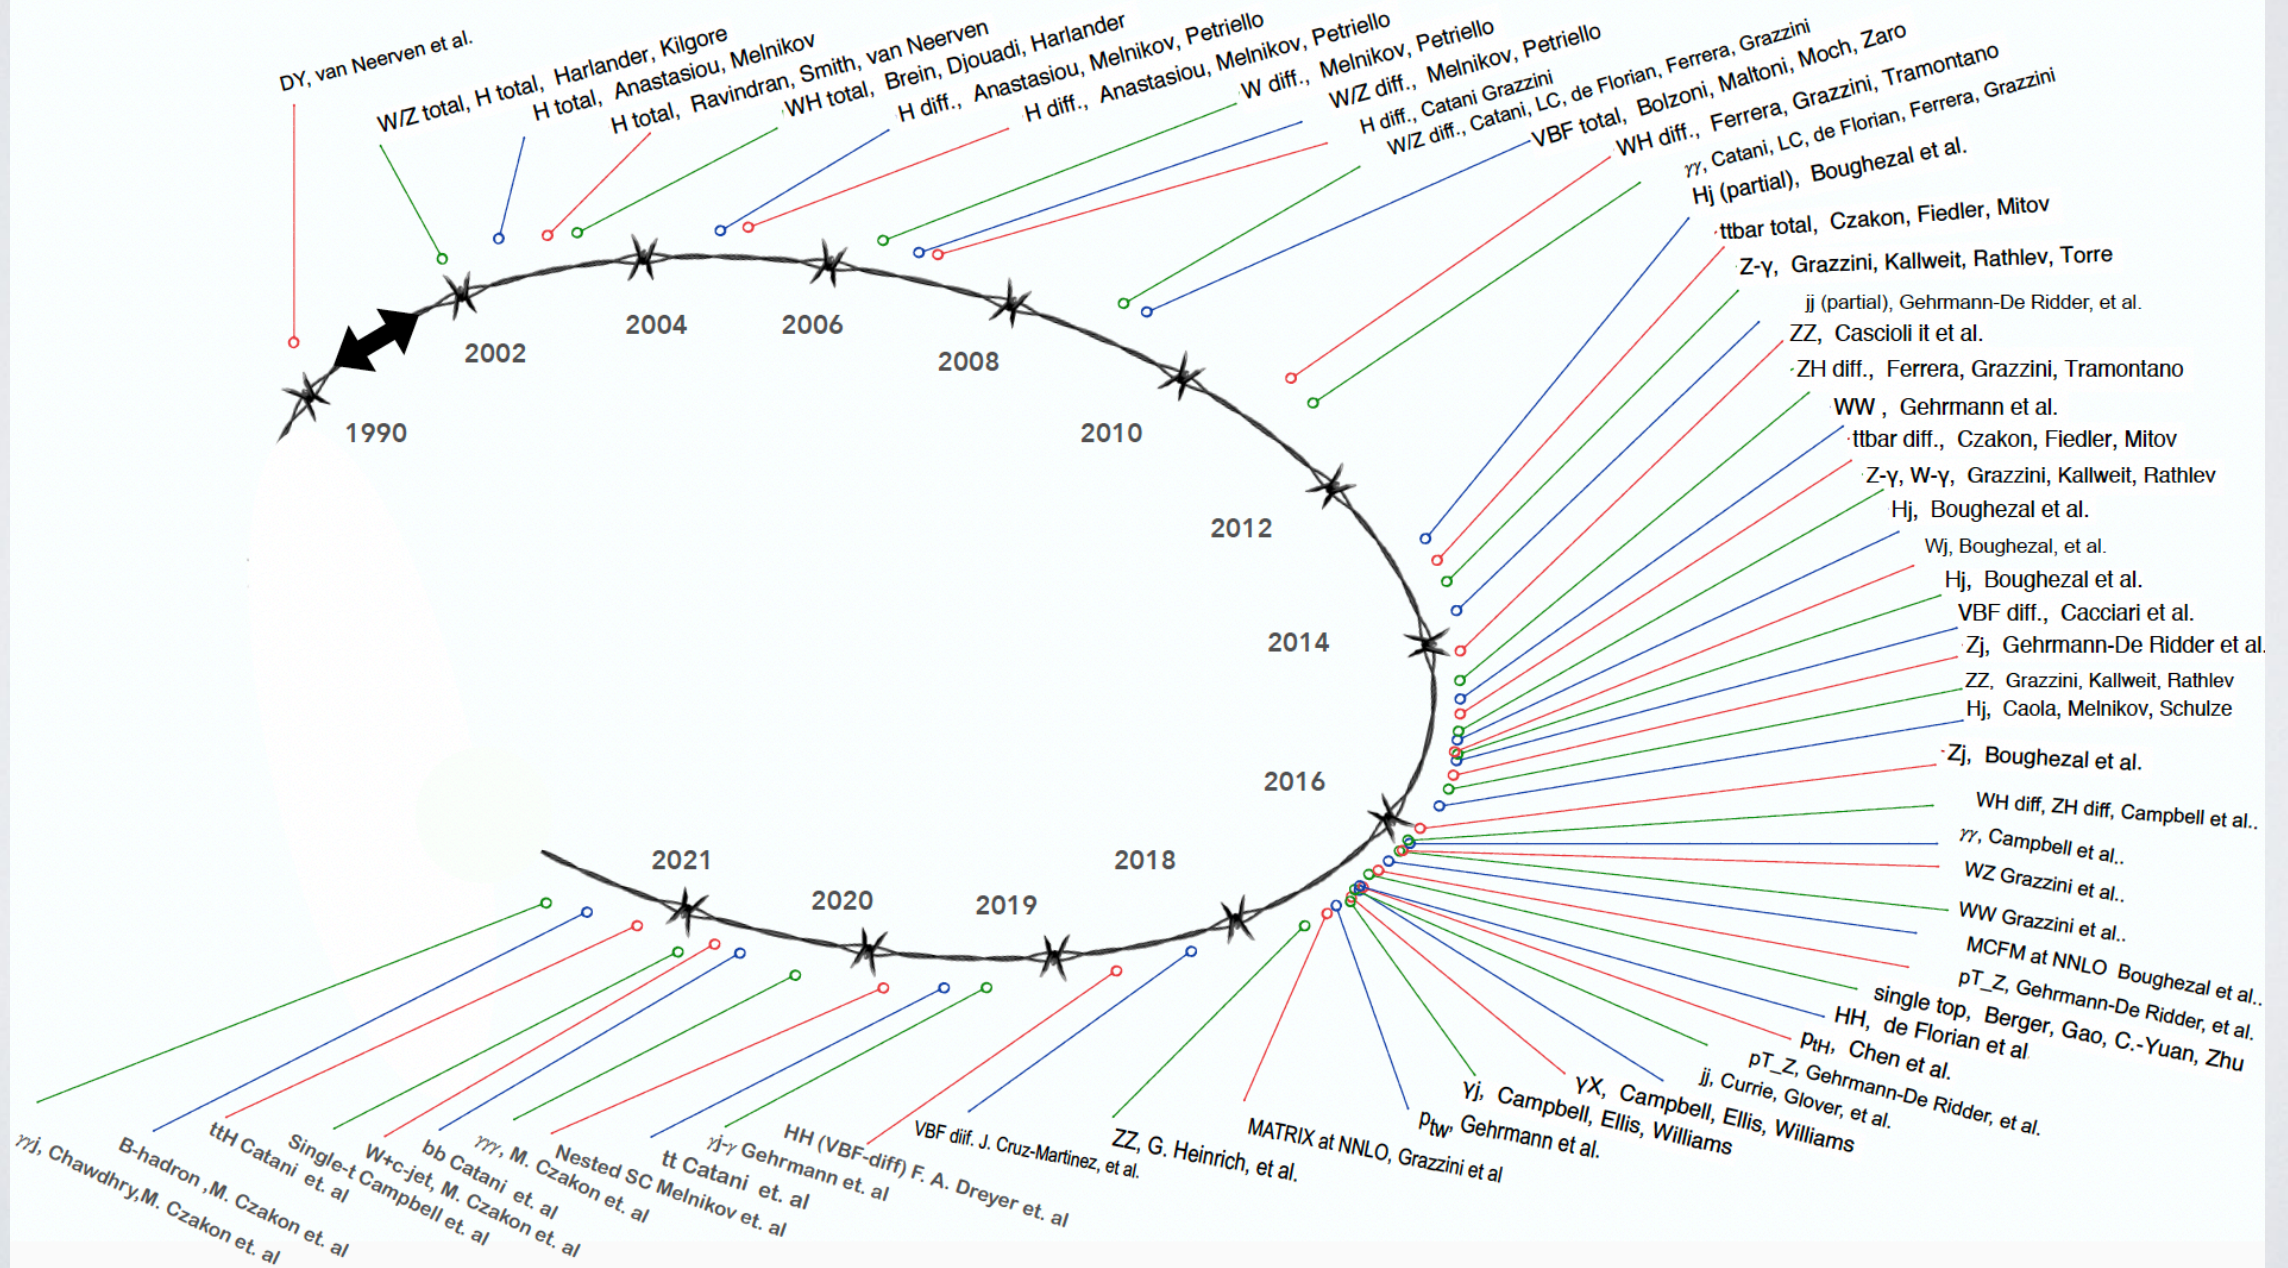 DY, van Neerven et al.
W/Z total, H total, Harlander, Kilgore
H total, Anastasiou, Melnikov
H total, Ravindran, Smith, van Neerven
WH total, Brein, Djouadi, Harlander
H diff., Anastasiou, Melnikov, Petriello
H diff., Anastasiou, Melnikov, Petriello
W diff., Melnikov, Petriello
W/Z diff., Melnikov, Petriello
H diff., Catani Grazzini
W/Z diff., Catani, LC, de Florian, Ferrera, Grazzini
VBF total, Bolzoni, Maltoni, Moch, Zaro
WH diff., Ferrera, Grazzini, Tramontano
γγ, Catani, LC, de Florian, Ferrera, Grazzini
Hj (partial), Boughezal et al.
ttbar total, Czakon, Fiedler, Mitov
Z-γ, Grazzini, Kallweit, Rathlev, Torre
jj (partial), Gehrmann-De Ridder, et al.
ZZ, Cascioli it et al.
ZH diff., Ferrera, Grazzini, Tramontano
WW , Gehrmann et al.
ttbar diff., Czakon, Fiedler, Mitov
Z-γ, W-γ, Grazzini, Kallweit, Rathlev
Hj, Boughezal et al.
Wj, Boughezal, et al.
Hj, Boughezal et al.
VBF diff., Cacciari et al.
Zj, Gehrmann-De Ridder et al.
ZZ, Grazzini, Kallweit, Rathlev
Hj, Caola, Melnikov, Schulze
Zj, Boughezal et al.
WH diff, ZH diff, Campbell et al..
γγ, Campbell et al..
WZ Grazzini et al..
WW Grazzini et al..
MCFM at NNLO Boughezal et al..
pT_Z, Gehrmann-De Ridder, et al.
single top, Berger, Gao, C.-Yuan, Zhu
HH, de Florian et al
ptH, Chen et al.
pT_Z, Gehrmann-De Ridder, et al.
jj, Currie, Glover, et al.
γX, Campbell, Ellis, Williams
γj, Campbell, Ellis, Williams
ptw, Gehrmann et al.
MATRIX at NNLO, Grazzini et al
ZZ, G. Heinrich, et al.
VBF diif. J. Cruz-Martinez, et al.
HH (VBF-diff) F. A. Dreyer et. al
γj-γ Gehrmann et. al
tt Catani et. al
Nested SC Melnikov et. al
γγγ, M. Czakon et. al
bb Catani et. al
W+c-jet, M. Czakon et. al
Single-t Campbell et. al
ttH Catani et. al
B-hadron ,M. Czakon et. al
γγj, Chawdhry,M. Czakon et. al
1990
2002
2004
2006
2008
2010
2012
2014
2016
2018
2019
2020
2021